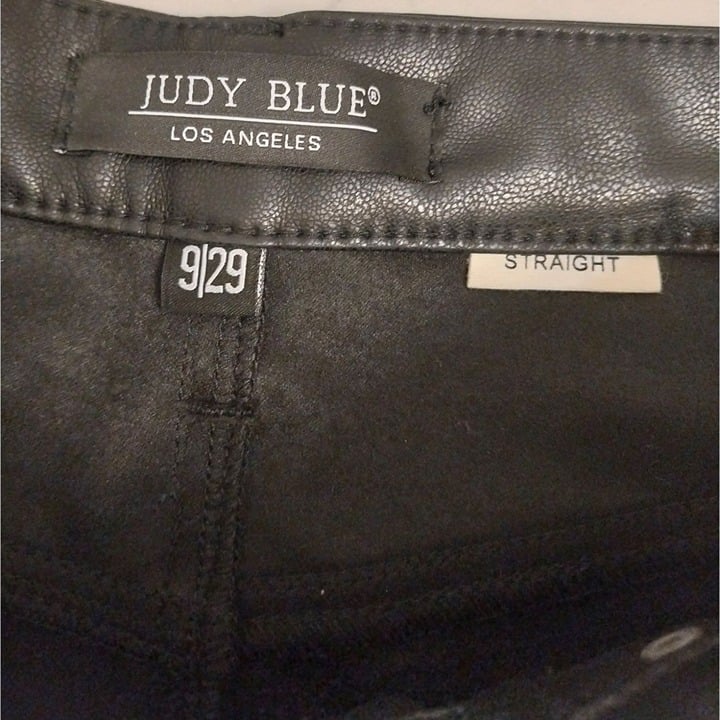 JUDY BLUE®
LOS ANGELES
9|29
STRAIGHT